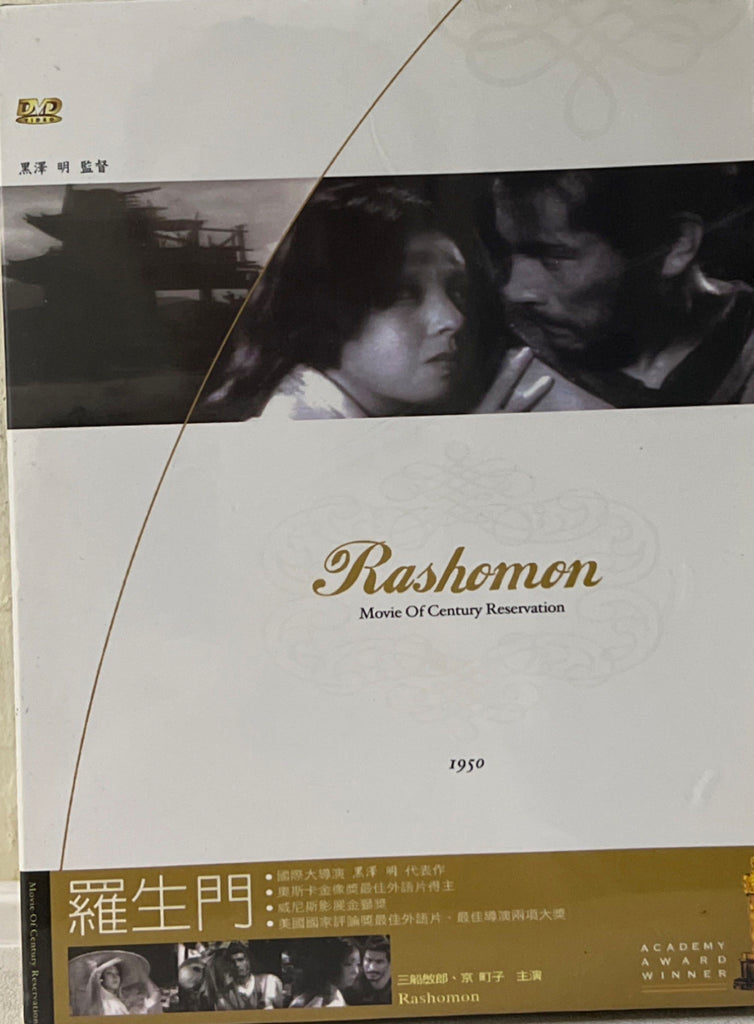 DVD
VIDEO
黑澤 明 監督
Rashomon
Movie Of Century Reservation
1950
羅生門
•國際大導演 黑澤 明 代表作
•奧斯卡金像獎最佳外語片得主
•威尼斯影展金獅獎
•美國國家評論獎最佳外語片、最佳導演兩項大獎
三船敏郎、京 町子 主演
Rashomon
ACADEMY
AWARD
WINNER
Movie Of Century Reservation